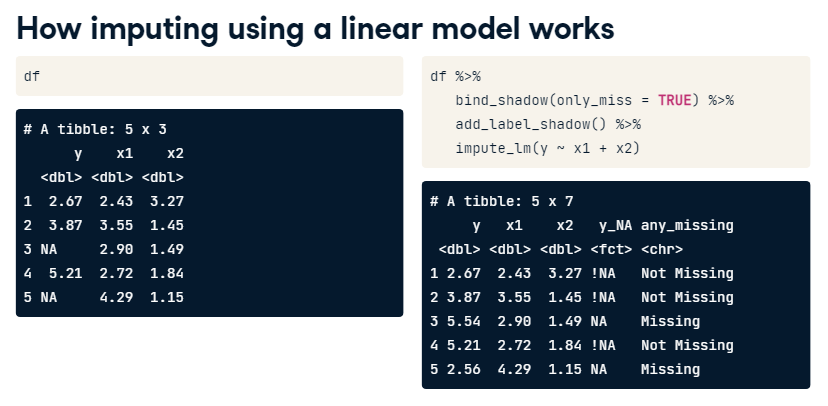 How imputing using a linear model works
df
# A tibble: 5 x 3
y x1 x2
<dbl> <dbl> <dbl>
1 2.67 2.43 3.27
2 3.87 3.55 1.45
3 NA 2.90 1.49
4 5.21 2.72 1.84
5 NA 4.29 1.15
df %>%
bind_shadow(only_miss = TRUE) %>%
add_label_shadow() %>%
impute_lm(y ~ x1 + x2)
# A tibble: 5 x 7
y x1 x2 y_NA any_missing
<dbl> <dbl> <dbl> <fct> <chr>
1 2.67 2.43 3.27 !NA Not Missing
2 3.87 3.55 1.45 !NA Not Missing
3 5.54 2.90 1.49 NA Missing
4 5.21 2.72 1.84 !NA Not Missing
5 2.56 4.29 1.15 NA Missing